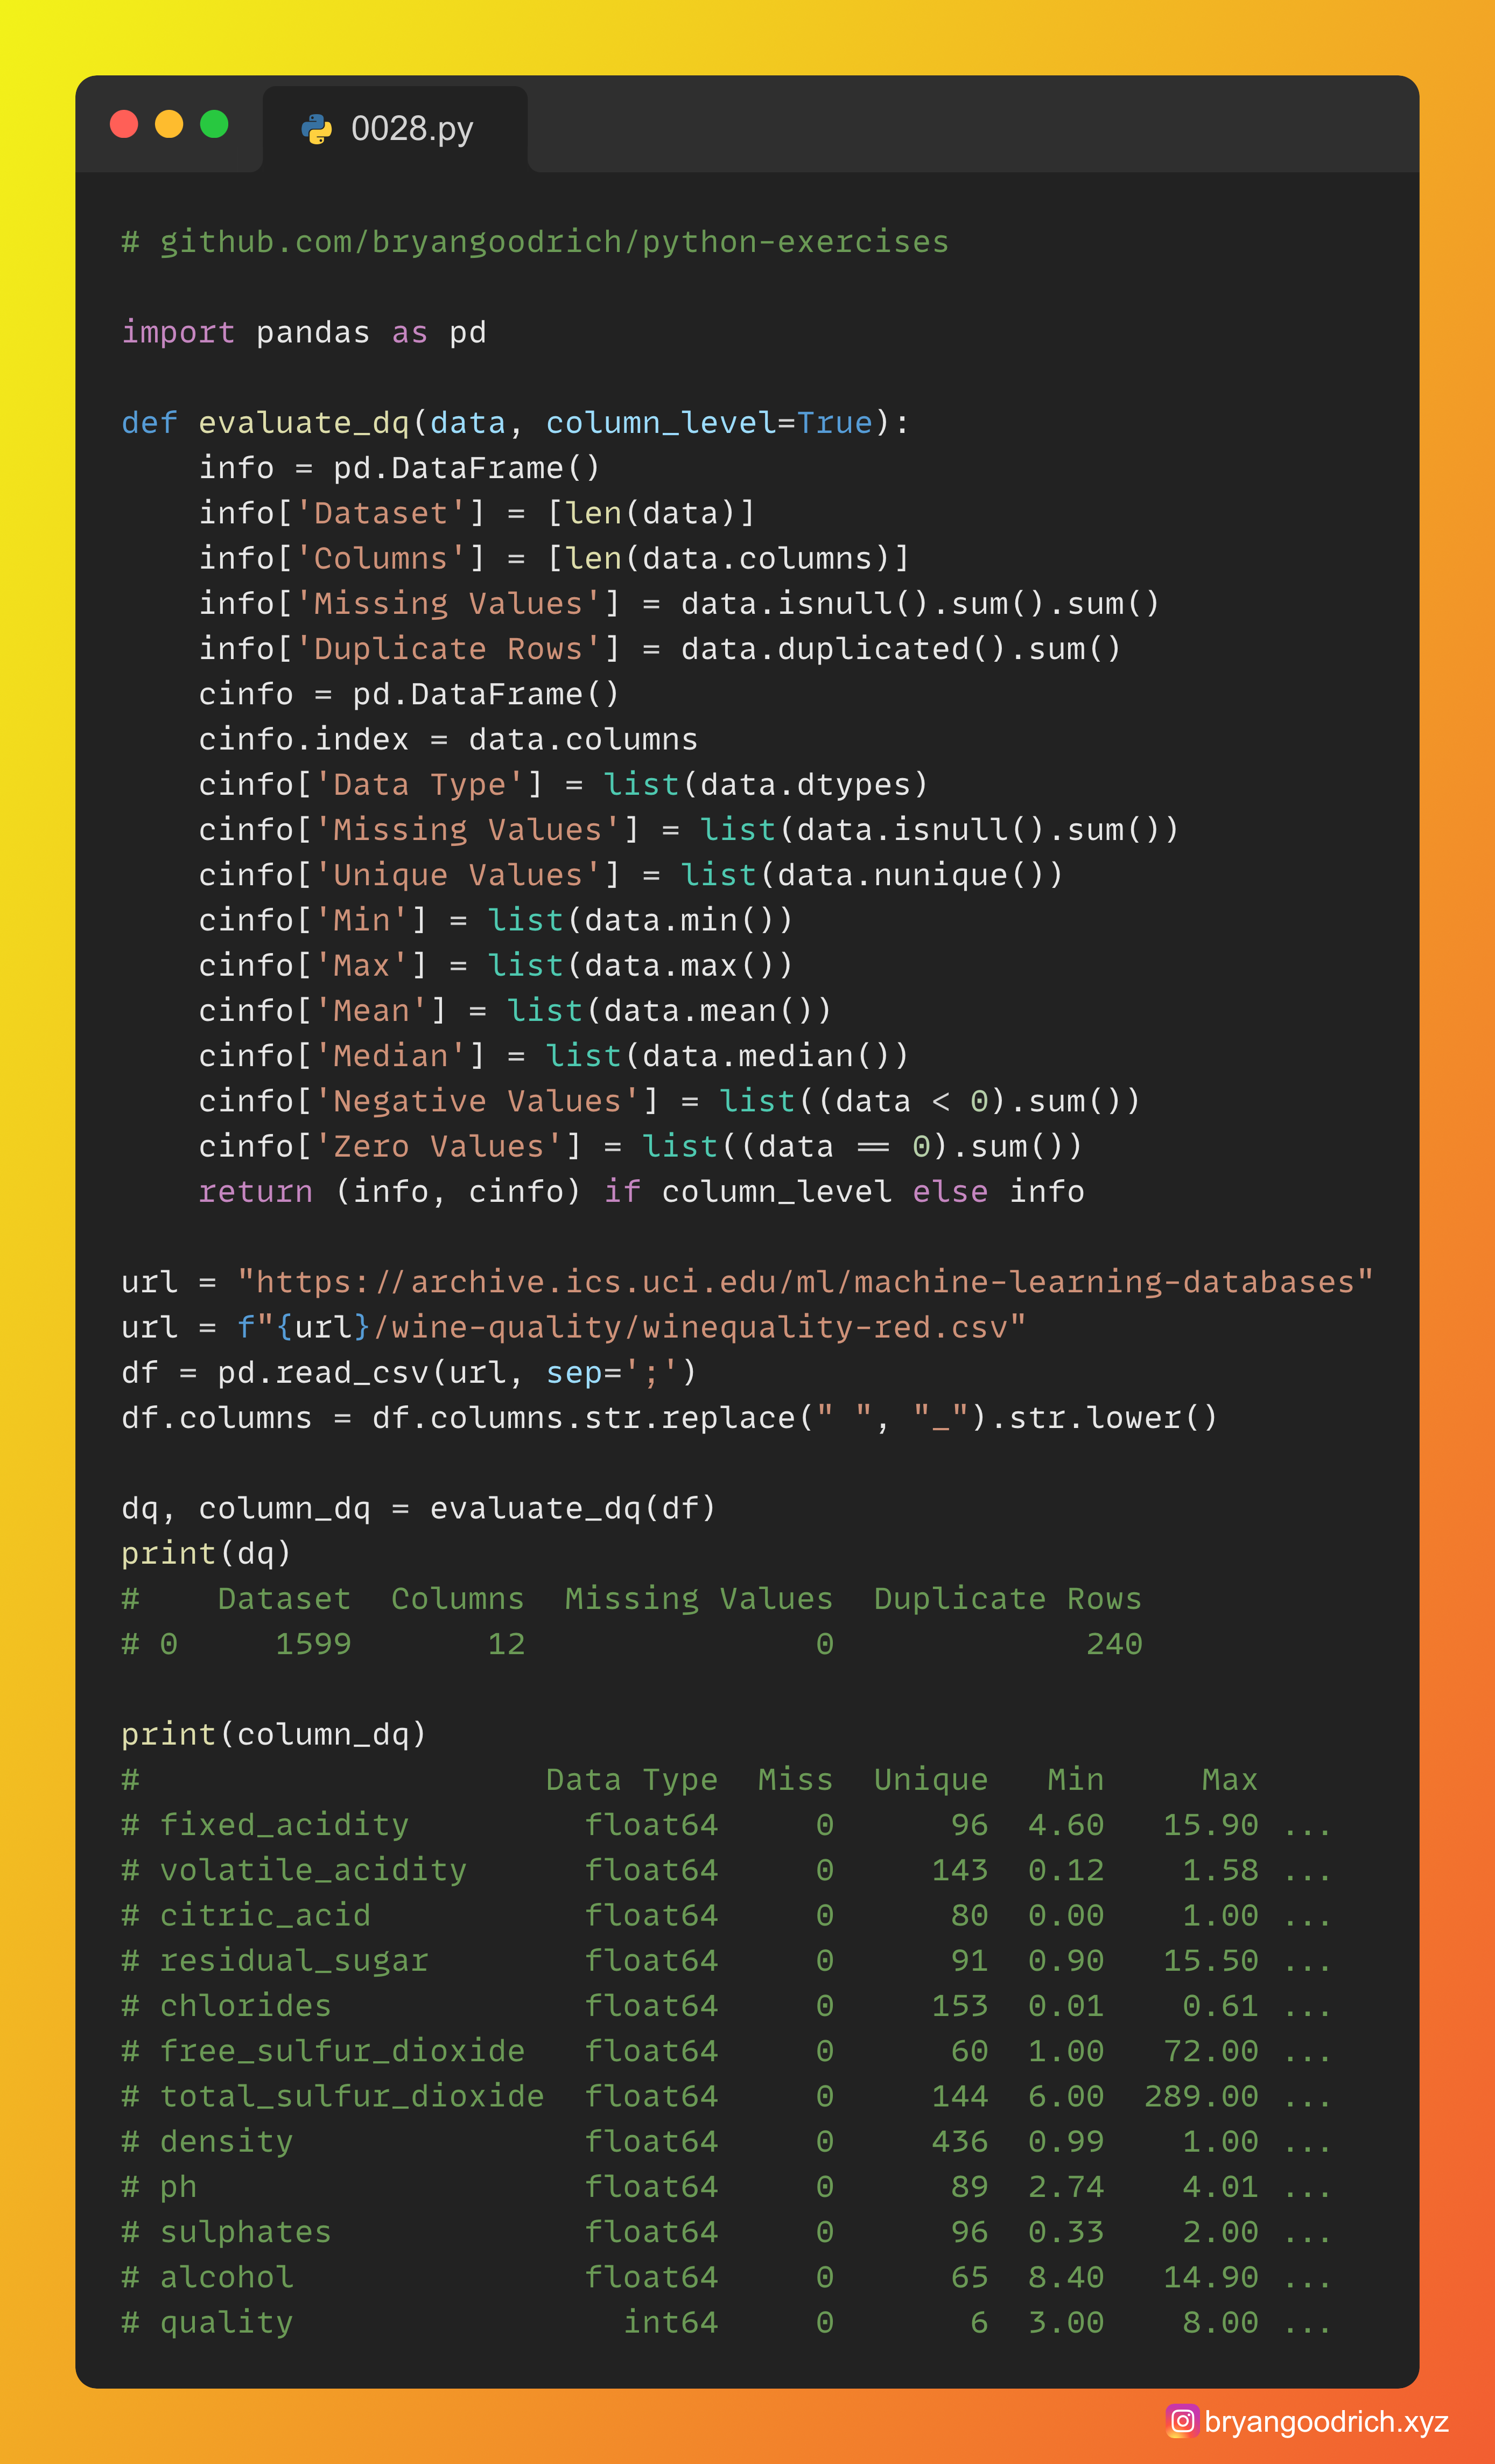 0028.py
# github.com/bryangoodrich/python-exercises
import pandas as pd
def evaluate_dq(data, column_level=True):
    info = pd.DataFrame()
    info['Dataset'] = [len(data)]
    info['Columns'] = [len(data.columns)]
    info['Missing Values'] = data.isnull().sum().sum()
    info['Duplicate Rows'] = data.duplicated().sum()
    cinfo = pd.DataFrame()
    cinfo.index = data.columns
    cinfo['Data Type'] = list(data.dtypes)
    cinfo['Missing Values'] = list(data.isnull().sum())
    cinfo['Unique Values'] = list(data.nunique())
    cinfo['Min'] = list(data.min())
    cinfo['Max'] = list(data.max())
    cinfo['Mean'] = list(data.mean())
    cinfo['Median'] = list(data.median())
    cinfo['Negative Values'] = list((data < 0).sum())
    cinfo['Zero Values'] = list((data == 0).sum())
    return (info, cinfo) if column_level else info
url = "https://archive.ics.uci.edu/ml/machine-learning-databases"
url = f"{url}/wine-quality/winequality-red.csv"
df = pd.read_csv(url, sep=';')
df.columns = df.columns.str.replace(" ", "_").str.lower()
dq, column_dq = evaluate_dq(df)
print(dq)
#    Dataset  Columns  Missing Values  Duplicate Rows
# 0     1599       12               0             240
print(column_dq)
#                     Data Type  Miss  Unique   Min     Max
# fixed_acidity         float64     0      96  4.60   15.90 ...
# volatile_acidity      float64     0     143  0.12    1.58 ...
# citric_acid           float64     0      80  0.00    1.00 ...
# residual_sugar        float64     0      91  0.90   15.50 ...
# chlorides             float64     0     153  0.01    0.61 ...
# free_sulfur_dioxide   float64     0      60  1.00   72.00 ...
# total_sulfur_dioxide  float64     0     144  6.00  289.00 ...
# density               float64     0     436  0.99    1.00 ...
# ph                    float64     0      89  2.74    4.01 ...
# sulphates             float64     0      96  0.33    2.00 ...
# alcohol               float64     0      65  8.40   14.90 ...
# quality                 int64     0       6  3.00    8.00 ...
bryangoodrich.xyz